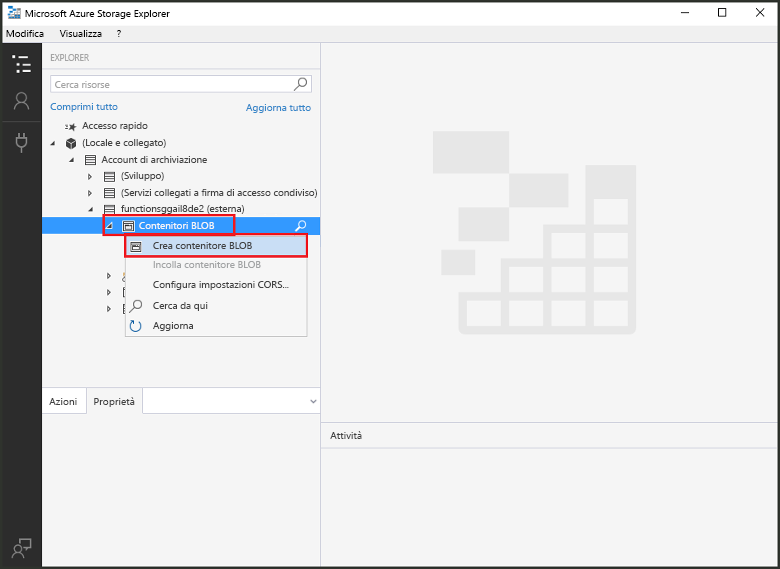 Microsoft Azure Storage Explorer
Modifica Visualizza ?
EXPLORER
Cerca risorse
Comprimi tutto Aggiorna tutto
Accesso rapido
(Locale e collegato)
Account di archiviazione
(Sviluppo)
(Servizi collegati a firma di accesso condiviso)
functionsggail8de2 (esterna)
Contenitori BLOB
Crea contenitore BLOB
Incolla contenitore BLOB
Configura impostazioni CORS...
Cerca da qui
Aggiorna
Azioni Proprietà
Attività